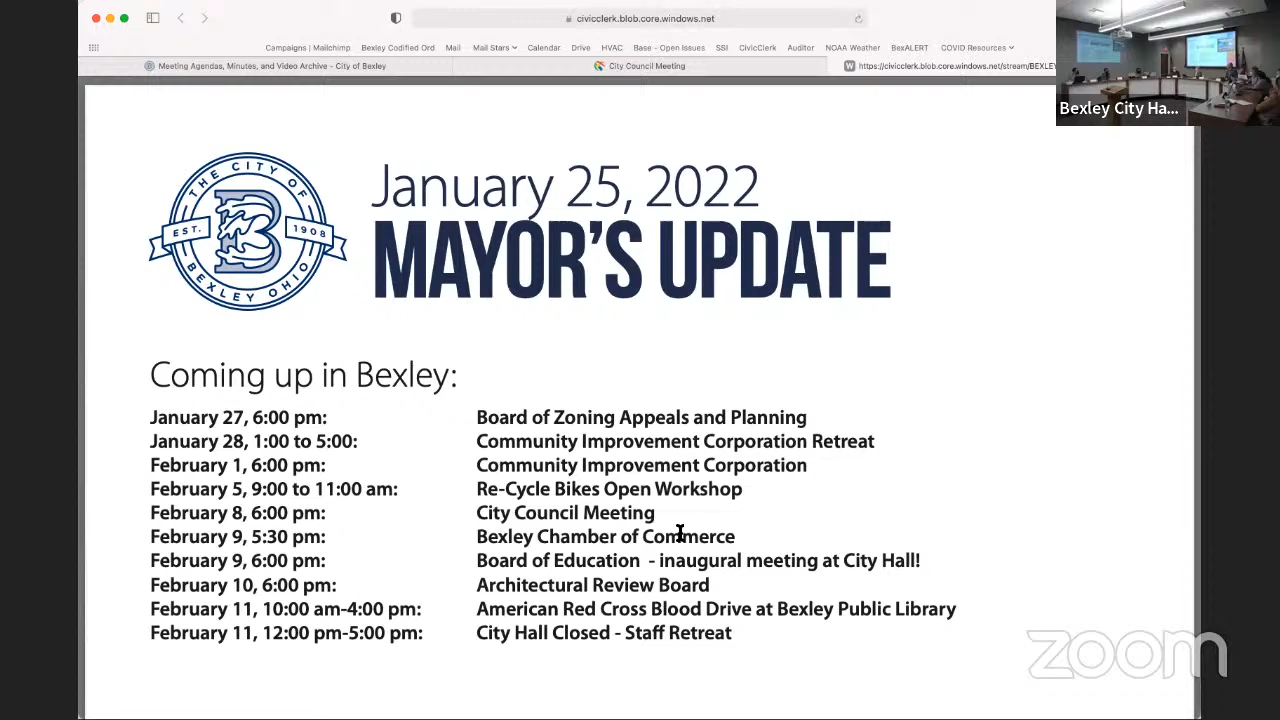 civicclerk.blob.core.windows.net
Campaigns | Mailchimp Bexley Codified Ord Mail Mail Stars Calendar Drive HVAC Base - Open Issues SSI CivicClerk Auditor NOAA Weather BexALERT COVID Resources
Meeting Agendas, Minutes, and Video Archive - City of Bexley City Council Meeting https://civicclerk.blob.core.windows.net/stream/BEXLEY
Bexley City Ha...
THE CITY OF
EST. B 1908
BEXLEY OHIO
January 25, 2022
MAYOR'S UPDATE
Coming up in Bexley:
January 27, 6:00 pm: Board of Zoning Appeals and Planning
January 28, 1:00 to 5:00: Community Improvement Corporation Retreat
February 1, 6:00 pm: Community Improvement Corporation
February 5, 9:00 to 11:00 am: Re-Cycle Bikes Open Workshop
February 8, 6:00 pm: City Council Meeting
February 9, 5:30 pm: Bexley Chamber of Commerce
February 9, 6:00 pm: Board of Education - inaugural meeting at City Hall!
February 10, 6:00 pm: Architectural Review Board
February 11, 10:00 am-4:00 pm: American Red Cross Blood Drive at Bexley Public Library
February 11, 12:00 pm-5:00 pm: City Hall Closed - Staff Retreat
zoom